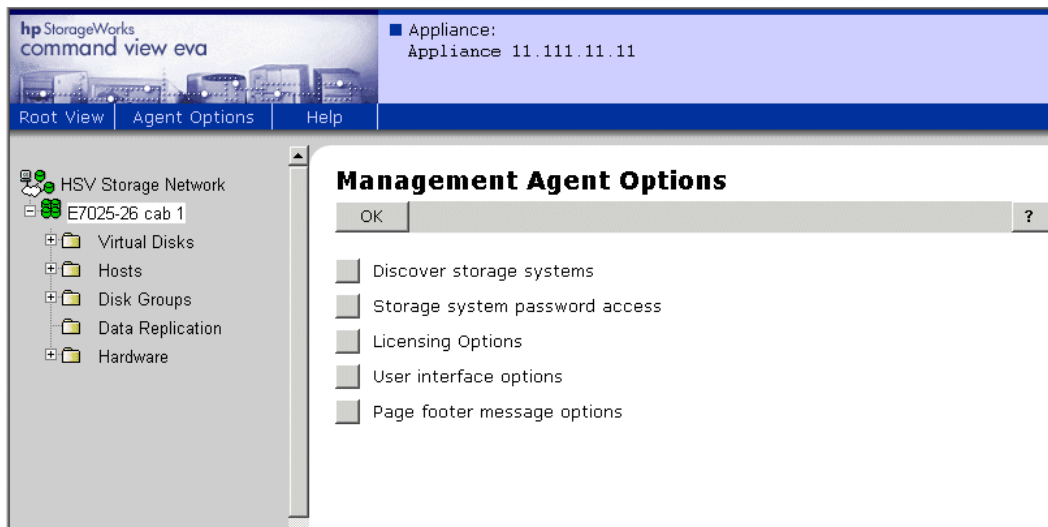 hp StorageWorks
command view eva
Appliance:
Appliance 11.111.11.11
Root View Agent Options Help
HSV Storage Network
E7025-26 cab 1
Virtual Disks
Hosts
Disk Groups
Data Replication
Hardware
Management Agent Options
OK ?
Discover storage systems
Storage system password access
Licensing Options
User interface options
Page footer message options